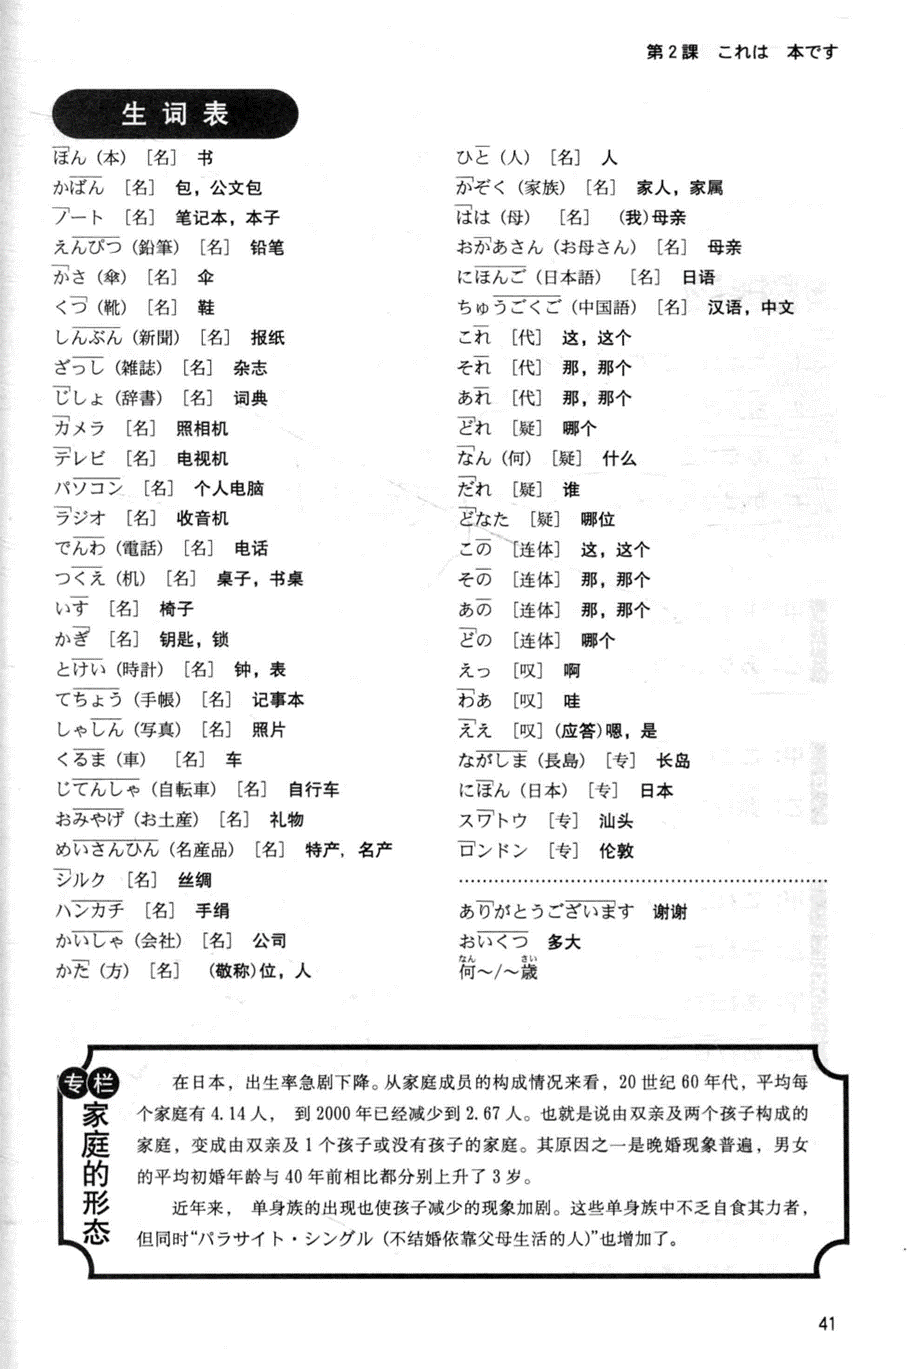 第2課　これは　本です
生词表
ほん（本）［名］ 书
かばん ［名］ 包，公文包
ノート ［名］ 笔记本，本子
えんぴつ（鉛筆）［名］ 铅笔
かさ（傘）［名］ 伞
くつ（靴）［名］ 鞋
しんぶん（新聞）［名］ 报纸
ざっし（雑誌）［名］ 杂志
じしょ（辞書）［名］ 词典
カメラ ［名］ 照相机
テレビ ［名］ 电视机
パソコン ［名］ 个人电脑
ラジオ ［名］ 收音机
でんわ（電話）［名］ 电话
つくえ（机）［名］ 桌子，书桌
いす ［名］ 椅子
かぎ ［名］ 钥匙，锁
とけい（時計）［名］ 钟，表
てちょう（手帳）［名］ 记事本
しゃしん（写真）［名］ 照片
くるま（車）［名］ 车
じてんしゃ（自転車）［名］ 自行车
おみやげ（お土産）［名］ 礼物
めいさんひん（名産品）［名］ 特产，名产
シルク ［名］ 丝绸
ハンカチ ［名］ 手绢
かいしゃ（会社）［名］ 公司
かた（方）［名］ (敬称)位，人
ひと（人）［名］ 人
かぞく（家族）［名］ 家人，家属
はは（母）［名］ (我)母亲
おかあさん（お母さん）［名］ 母亲
にほんご（日本語）［名］ 日语
ちゅうごくご（中国語）［名］ 汉语，中文
これ ［代］ 这，这个
それ ［代］ 那，那个
あれ ［代］ 那，那个
どれ ［疑］ 哪个
なん（何）［疑］ 什么
だれ ［疑］ 谁
どなた ［疑］ 哪位
この ［连体］ 这，这个
その ［连体］ 那，那个
あの ［连体］ 那，那个
どの ［连体］ 哪个
えっ ［叹］ 啊
わあ ［叹］ 哇
ええ ［叹］(应答)嗯，是
ながしま（長島）［专］ 长岛
にほん（日本）［专］ 日本
スワトウ ［专］ 汕头
ロンドン ［专］ 伦敦
ありがとうございます 谢谢
おいくつ 多大
なん さい
何～/～歳
专栏
家庭的形态
在日本，出生率急剧下降。从家庭成员的构成情况来看，20世纪60年代，平均每
个家庭有4.14人， 到2000年已经减少到2.67人。也就是说由双亲及两个孩子构成的
家庭，变成由双亲及1个孩子或没有孩子的家庭。其原因之一是晚婚现象普遍，男女
的平均初婚年龄与40年前相比都分别上升了3岁。
近年来， 单身族的出现也使孩子减少的现象加剧。这些单身族中不乏自食其力者，
但同时“パラサイト・シングル（不结婚依靠父母生活的人）”也增加了。
41